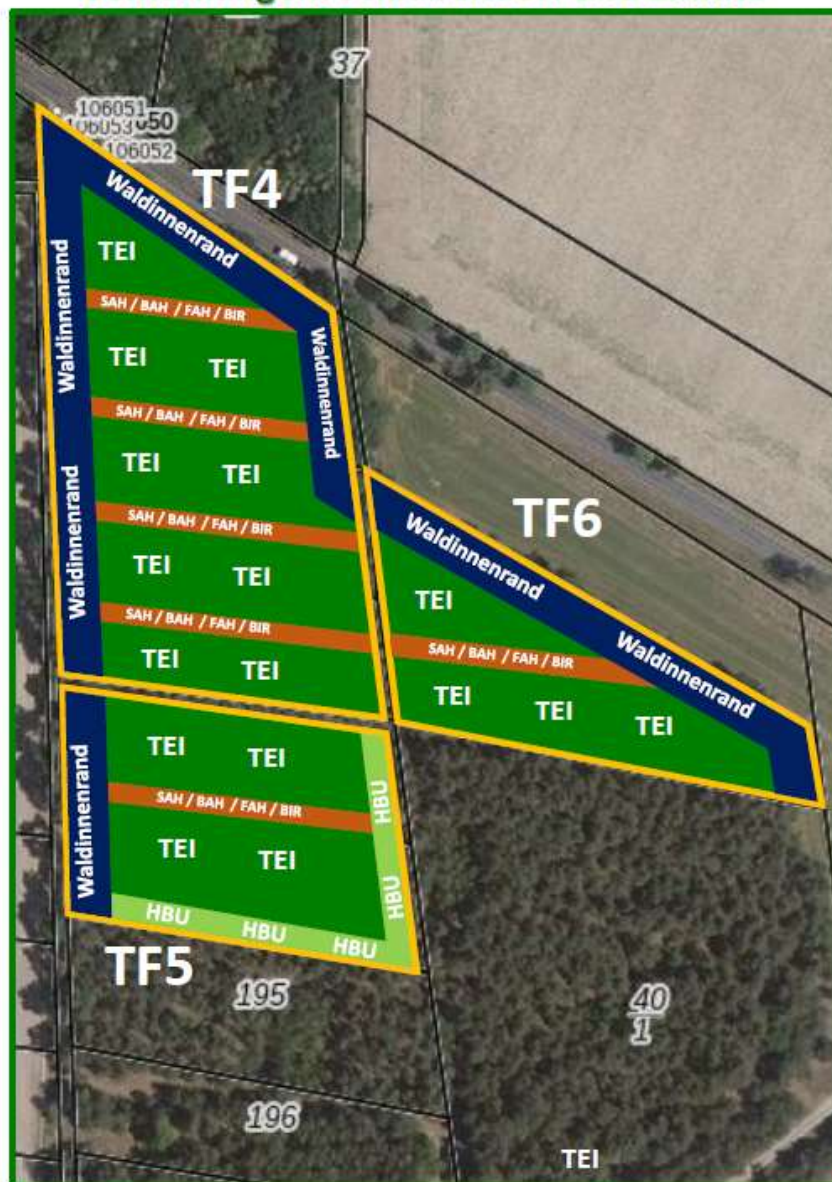 37
106051
106053 050
106052
TF4
Waldinnenrand
TEI
Waldinnenrand
SAH / BAH / FAH / BIR
Waldinnenrand
TEI TEI
SAH / BAH / FAH / BIR
TEI TEI
Waldinnenrand
TF6
SAH / BAH / FAH / BIR
Waldinnenrand
TEI TEI
TEI
SAH / BAH / FAH / BIR
SAH / BAH / FAH / BIR
Waldinnenrand
TEI TEI
TEI TEI TEI
TEI TEI
Waldinnenrand
HBU
SAH / BAH / FAH / BIR
TEI TEI
HBU
HBU HBU HBU
TF5
195
40
1
196
TEI